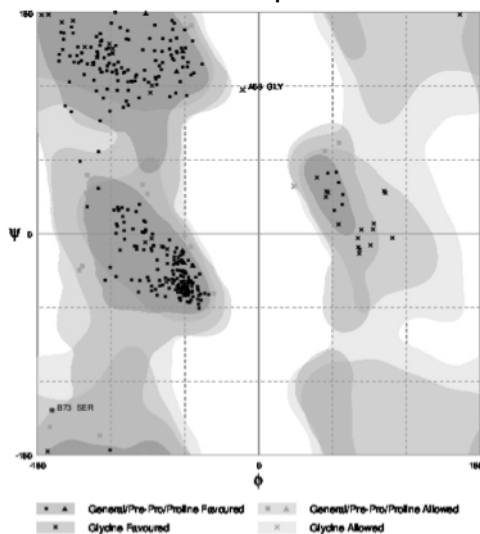 180
A59 GLY
Ψ
0
B73 SER
-180
-180
0
180
Φ
General/Pre-Pro/Proline Favoured
General/Pre-Pro/Proline Allowed
Glycine Favoured
Glycine Allowed